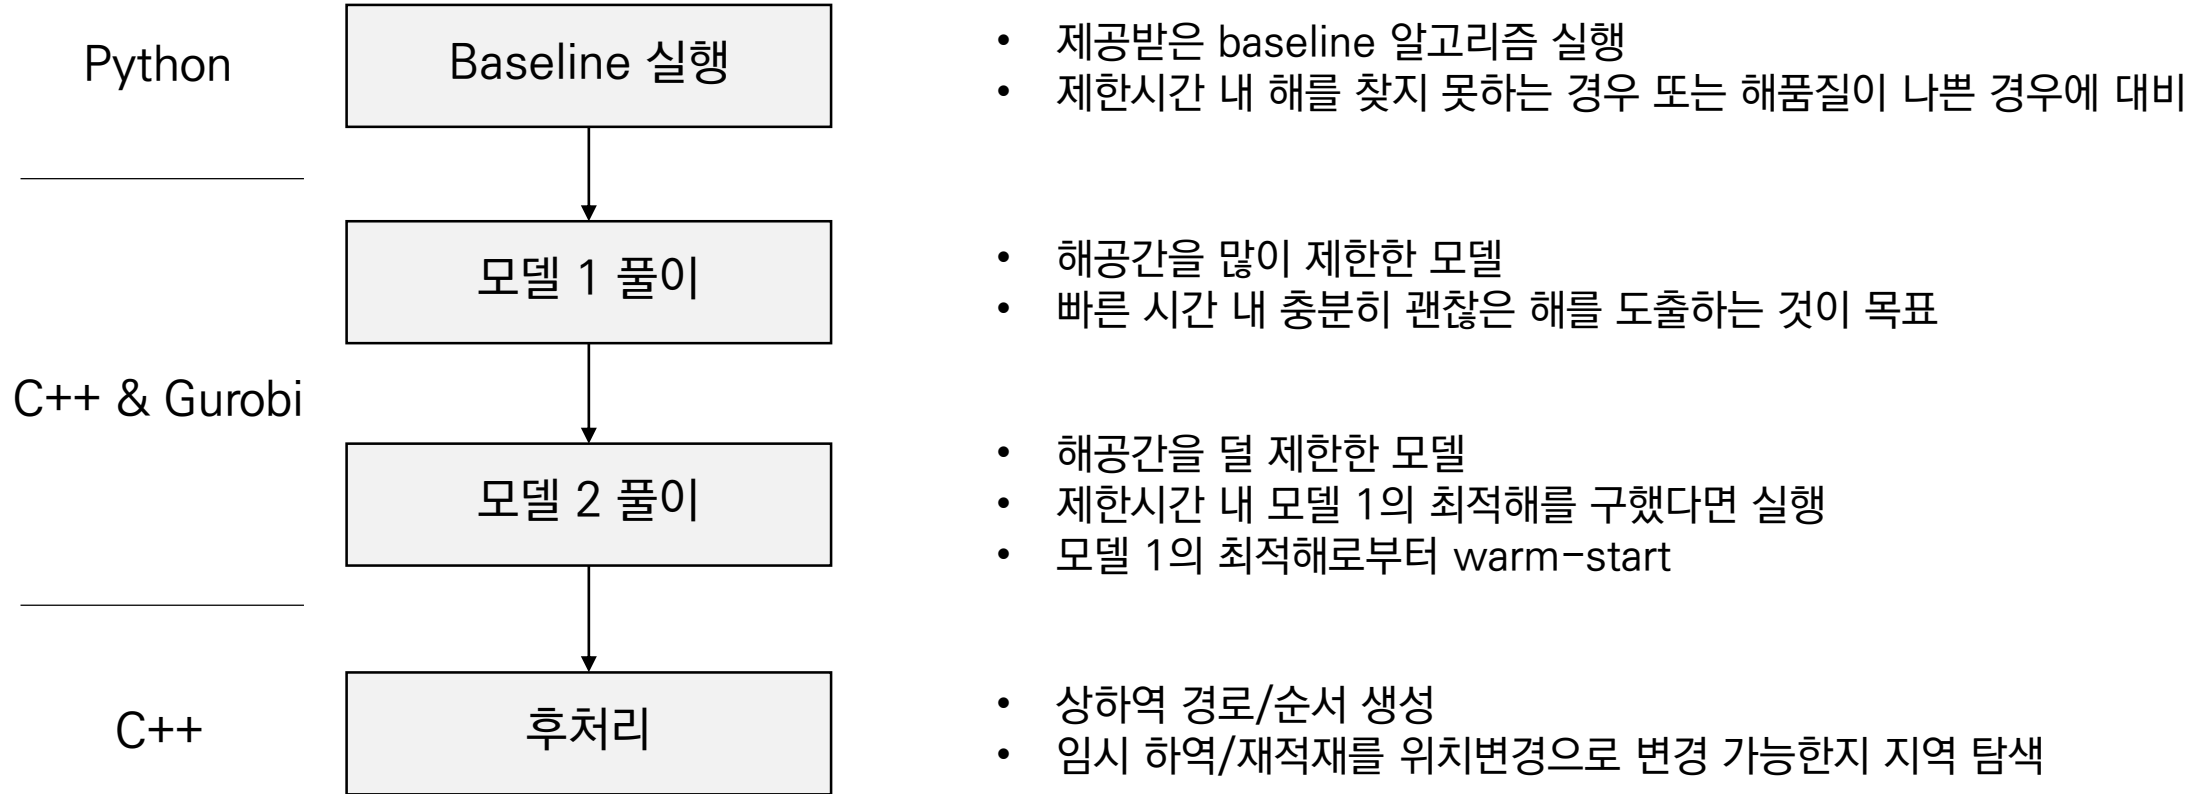 Python
Baseline 실행
• 제공받은 baseline 알고리즘 실행
• 제한시간 내 해를 찾지 못하는 경우 또는 해품질이 나쁜 경우에 대비
C++ & Gurobi
모델 1 풀이
• 해공간을 많이 제한한 모델
• 빠른 시간 내 충분히 괜찮은 해를 도출하는 것이 목표
모델 2 풀이
• 해공간을 덜 제한한 모델
• 제한시간 내 모델 1의 최적해를 구했다면 실행
• 모델 1의 최적해로부터 warm-start
C++
후처리
• 상하역 경로/순서 생성
• 임시 하역/재적재를 위치변경으로 변경 가능한지 지역 탐색